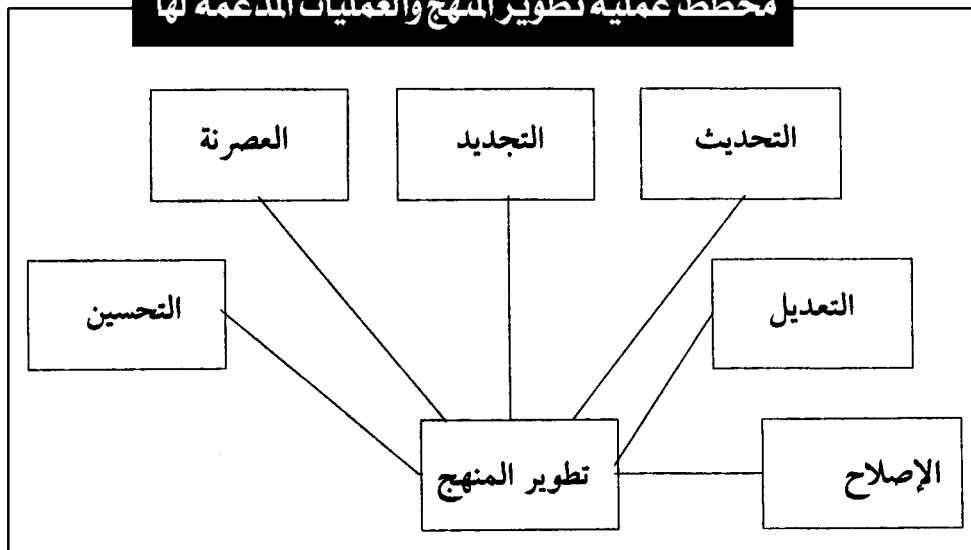 مخطط عملية تطوير المنهج والعمليات المدعمة لها
التحديث
التجديد
العصرنة
التعديل
التحسين
الإصلاح
تطوير المنهج